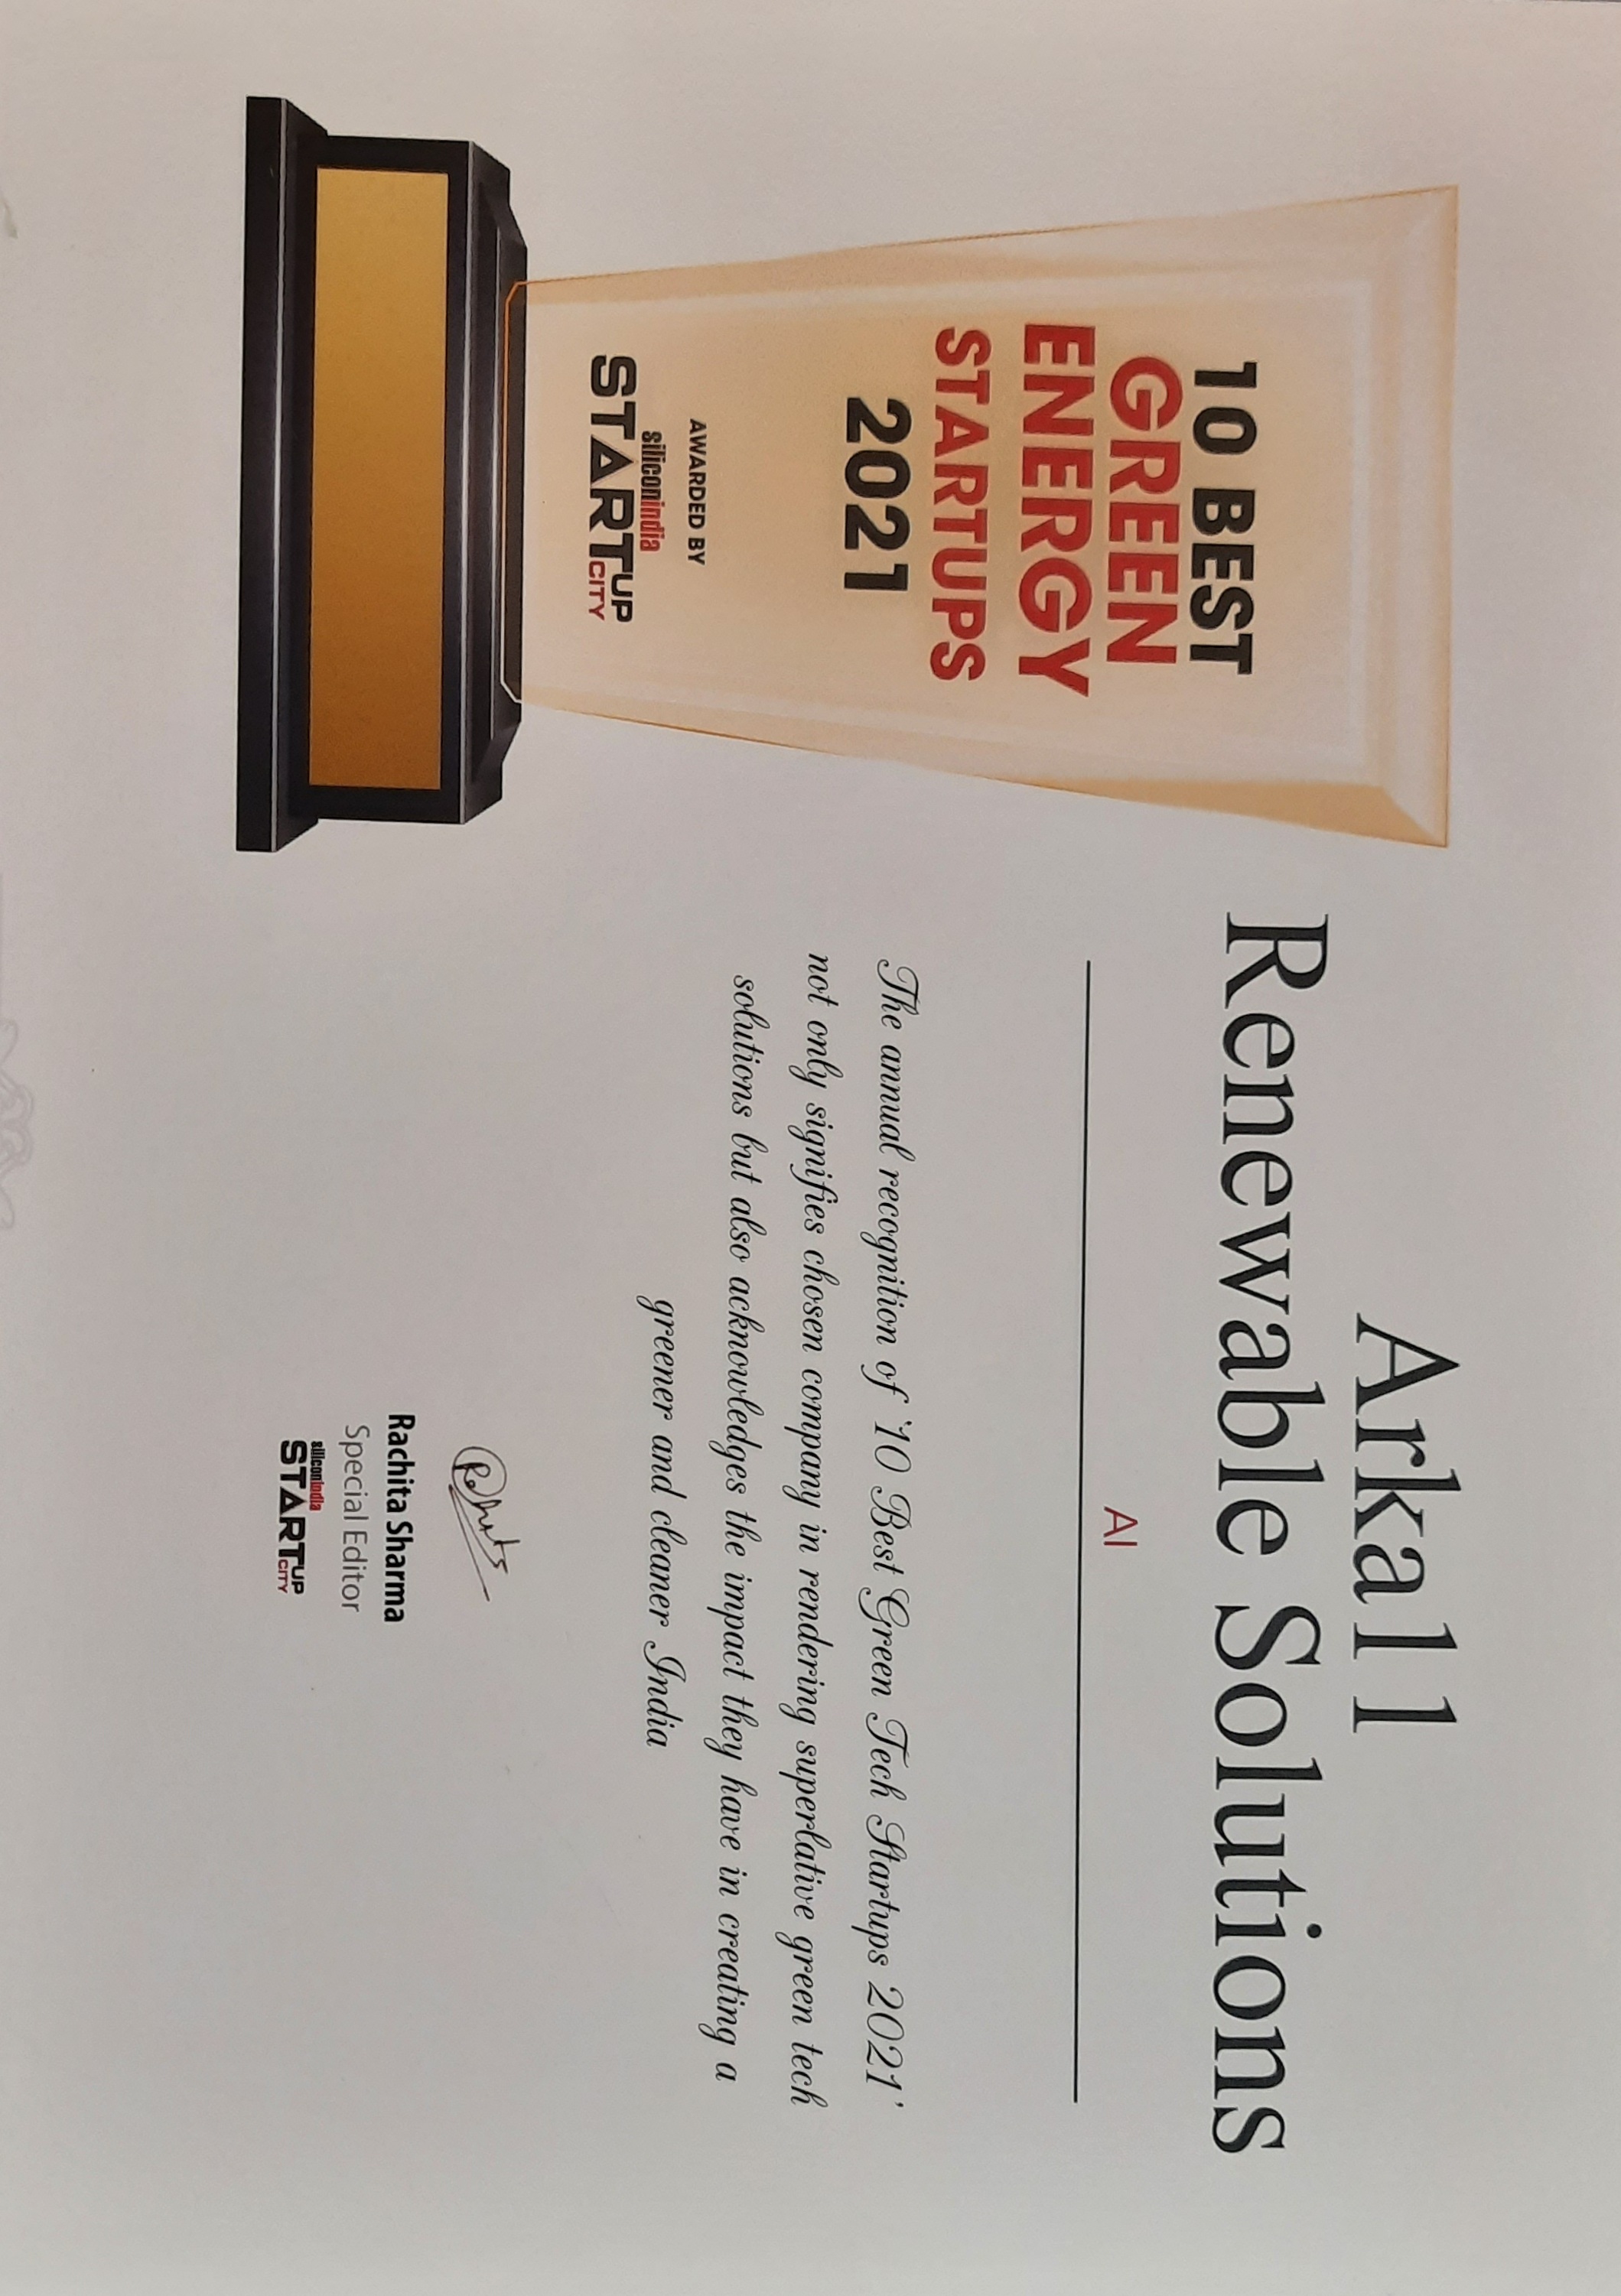 10 BEST
GREEN
ENERGY
STARTUPS
2021
AWARDED BY
siliconindia
STARTUP
CITY
Arka11
Renewable Solutions
AI
The annual recognition of '10 Best Green Tech Startups 2021'
not only signifies chosen company in rendering superlative green tech
solutions but also acknowledges the impact they have in creating a
greener and cleaner India
Rachita Sharma
Special Editor
siliconindia
STARTUP
CITY